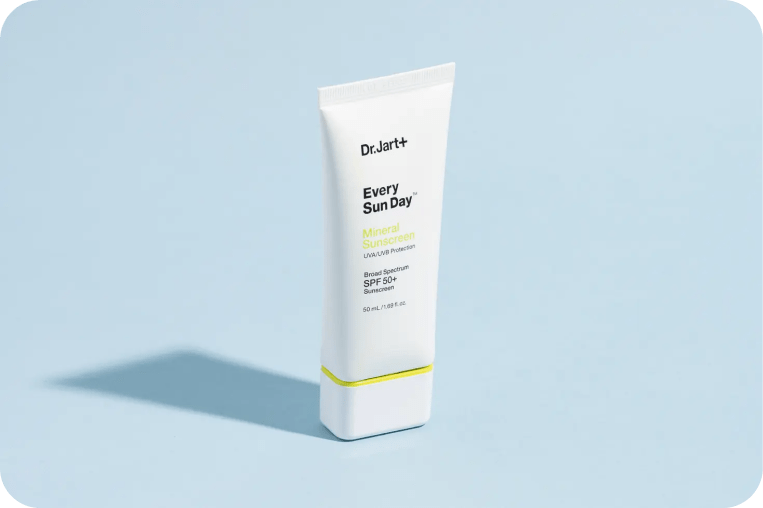 Dr.Jart+
Every
Sun Day™
Mineral
Sunscreen
UVA/UVB Protection
Broad Spectrum
SPF 50+
Sunscreen
50 mL / 1.69 fl. oz.